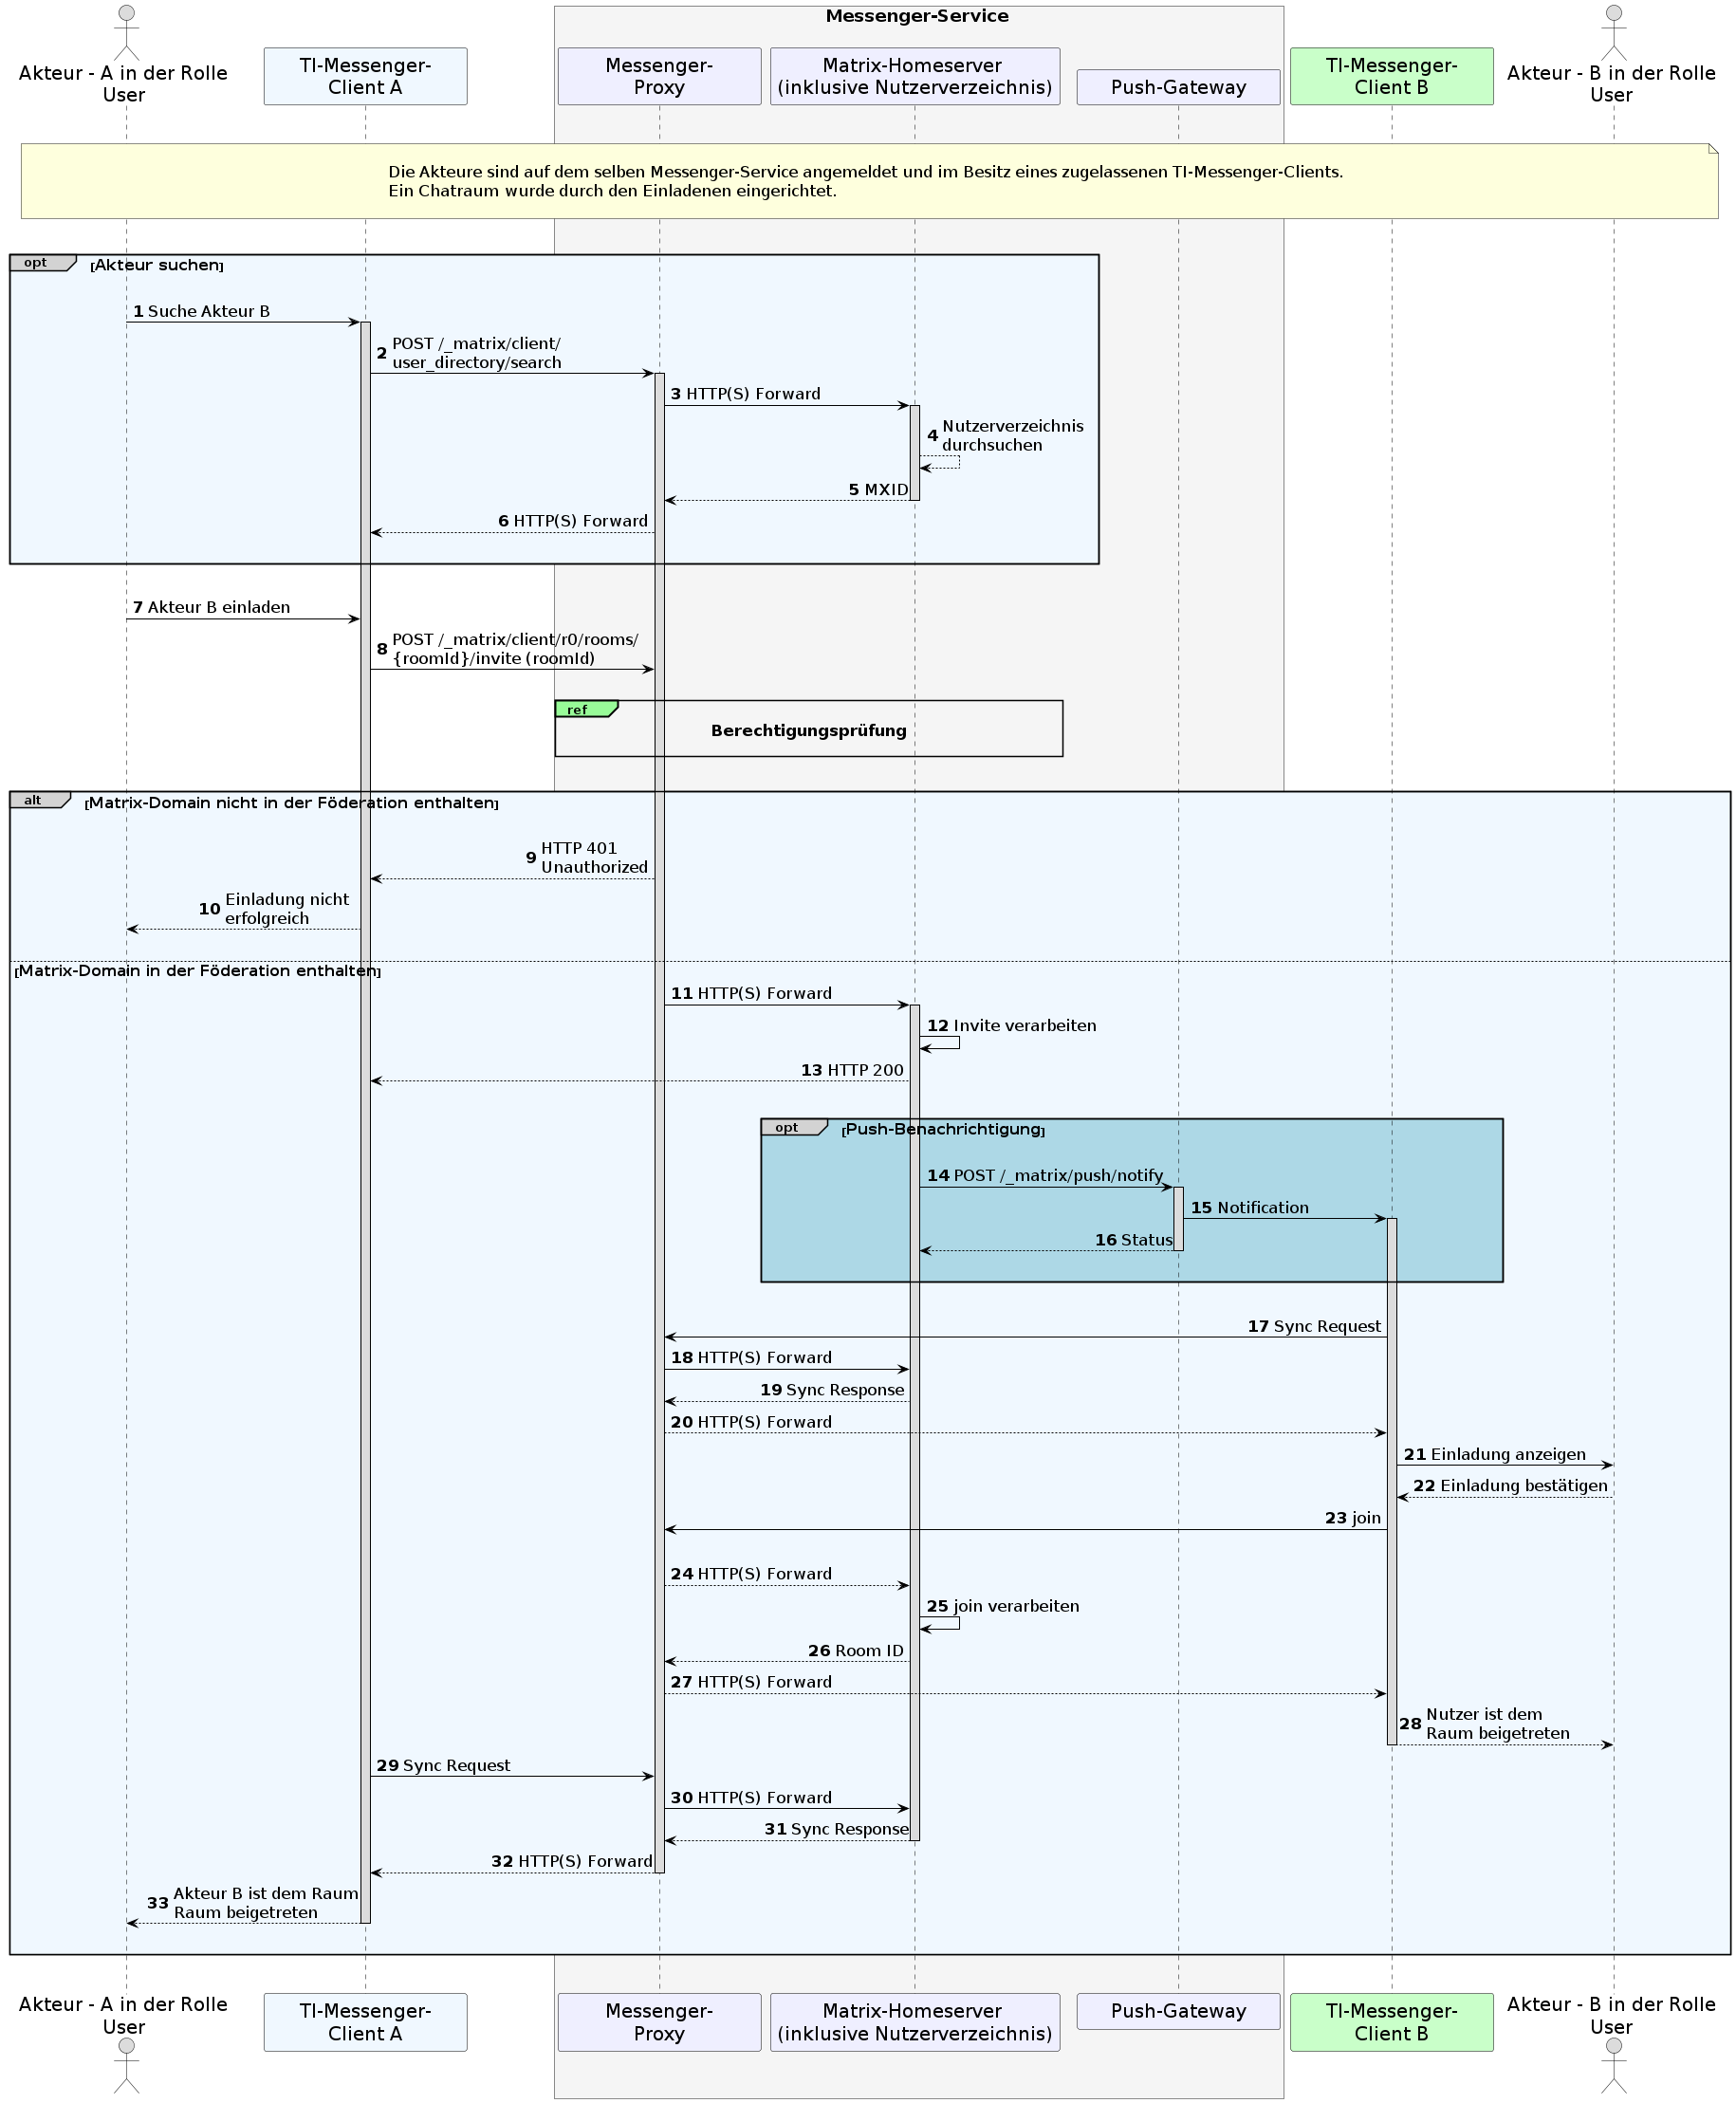 Messenger-Service
Akteur - A in der Rolle
User
TI-Messenger-
Client A
Messenger-
Proxy
Matrix-Homeserver
(inklusive Nutzerverzeichnis)
Push-Gateway
TI-Messenger-
Client B
Akteur - B in der Rolle
User
Die Akteure sind auf dem selben Messenger-Service angemeldet und im Besitz eines zugelassenen TI-Messenger-Clients.
Ein Chatraum wurde durch den Einladenen eingerichtet.
opt [Akteur suchen]
1 Suche Akteur B
2 POST /_matrix/client/
user_directory/search
3 HTTP(S) Forward
4 Nutzerverzeichnis
durchsuchen
5 MXID
6 HTTP(S) Forward
7 Akteur B einladen
8 POST /_matrix/client/r0/rooms/
{roomId}/invite (roomId)
ref
Berechtigungsprüfung
alt [Matrix-Domain nicht in der Föderation enthalten]
9 HTTP 401
Unauthorized
10 Einladung nicht
erfolgreich
[Matrix-Domain in der Föderation enthalten]
11 HTTP(S) Forward
12 Invite verarbeiten
13 HTTP 200
opt [Push-Benachrichtigung]
14 POST /_matrix/push/notify
15 Notification
16 Status
17 Sync Request
18 HTTP(S) Forward
19 Sync Response
20 HTTP(S) Forward
21 Einladung anzeigen
22 Einladung bestätigen
23 join
24 HTTP(S) Forward
25 join verarbeiten
26 Room ID
27 HTTP(S) Forward
28 Nutzer ist dem
Raum beigetreten
29 Sync Request
30 HTTP(S) Forward
31 Sync Response
32 HTTP(S) Forward
33 Akteur B ist dem Raum
Raum beigetreten
Akteur - A in der Rolle
User
TI-Messenger-
Client A
Messenger-
Proxy
Matrix-Homeserver
(inklusive Nutzerverzeichnis)
Push-Gateway
TI-Messenger-
Client B
Akteur - B in der Rolle
User